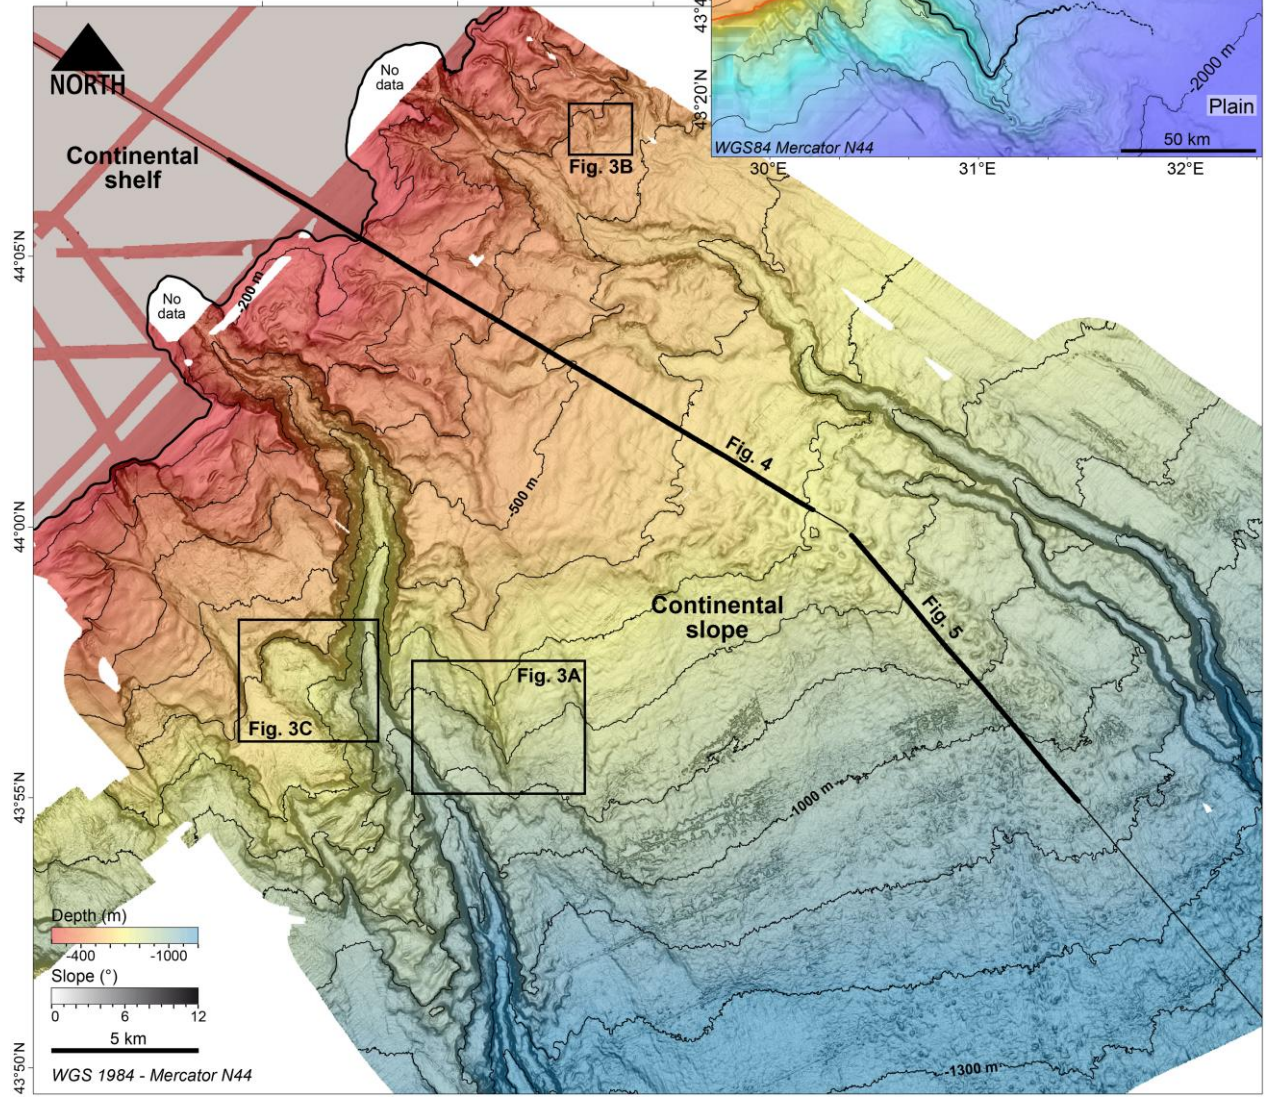 43°4
43°20'N
-2000 m
Plain
50 km
WGS84 Mercator N44
30°E
31°E
32°E
NORTH
No
data
Continental
shelf
Fig. 3B
44°05'N
No
data
-200 m
Fig. 4
-500 m
44°00'N
Continental
slope
Fig. 5
Fig. 3A
Fig. 3C
43°55'N
-1000 m
Depth (m)
-400
-1000
Slope (°)
0
6
12
5 km
WGS 1984 - Mercator N44
43°50'N
-1300 m